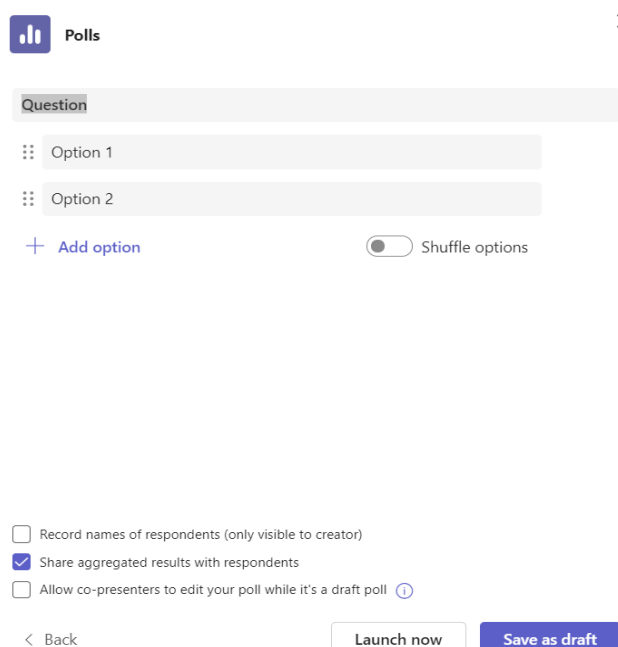 Polls
Question
Option 1
Option 2
Add option
Shuffle options
Record names of respondents (only visible to creator)
Share aggregated results with respondents
Allow co-presenters to edit your poll while it's a draft poll
Back
Launch now
Save as draft